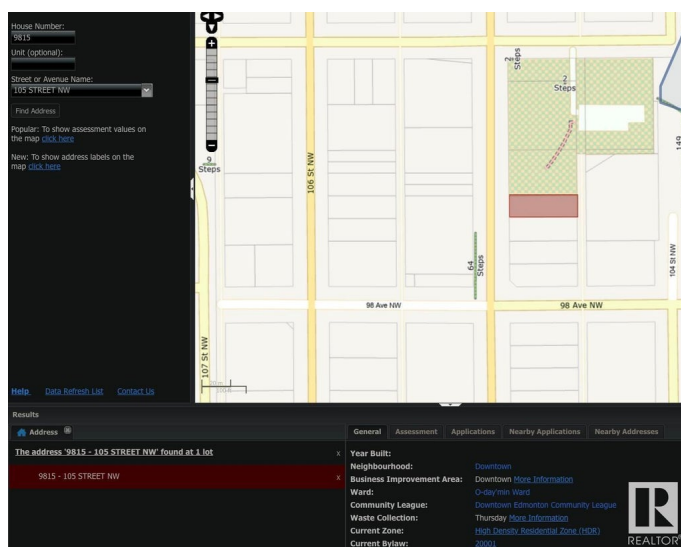 House Number:
9815
Unit (optional):
Street or Avenue Name:
105 STREET NW
Find Address
Popular: To show assessment values on
the map click here
New: To show address labels on the
map click here
Help
Data Refresh List
Contact Us
2
Steps
2
Steps
9
Steps
106 St NW
149
64
Steps
104 St NW
98 Ave NW
98 Ave NW
107 St NW
Results
Address
General
Assessment
Applications
Nearby Applications
Nearby Addresses
The address '9815 - 105 STREET NW' found at 1 lot
x
9815 - 105 STREET NW
x
Year Built:
Neighbourhood: Downtown
Business Improvement Area: Downtown More Information
Ward: O-day'min Ward
Community League: Downtown Edmonton Community League
Waste Collection: Thursday More Information
Current Zone: High Density Residential Zone (HDR)
Current Bylaw: 20001
R
REALTOR®